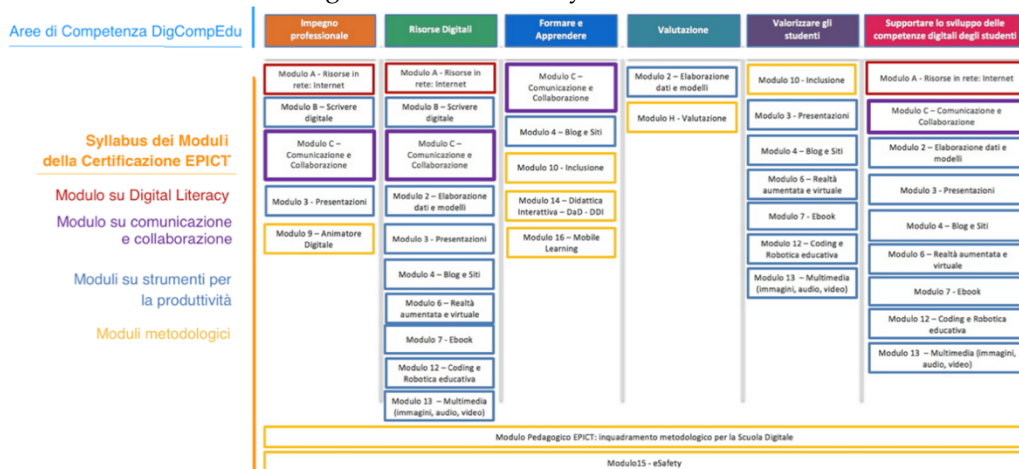 Aree di Competenza DigCompEdu
Impegno
professionale
Risorse Digitali
Formare e
Apprendere
Valutazione
Valorizzare gli
studenti
Supportare lo sviluppo delle
competenze digitali degli studenti
Syllabus dei Moduli
della Certificazione EPICT
Modulo su Digital Literacy
Modulo su comunicazione
e collaborazione
Moduli su strumenti per
la produttività
Moduli metodologici
Modulo A - Risorse in
rete: Internet
Modulo B – Scrivere
digitale
Modulo C –
Comunicazione e
Collaborazione
Modulo 3 - Presentazioni
Modulo 9 – Animatore
Digitale
Modulo A - Risorse in
rete: Internet
Modulo B – Scrivere
digitale
Modulo C –
Comunicazione e
Collaborazione
Modulo 2 – Elaborazione
dati e modelli
Modulo 3 - Presentazioni
Modulo 4 – Blog e Siti
Modulo 6 – Realtà
aumentata e virtuale
Modulo 7 - Ebook
Modulo 12 – Coding e
Robotica educativa
Modulo 13 – Multimedia
(immagini, audio, video)
Modulo C –
Comunicazione e
Collaborazione
Modulo 4 – Blog e Siti
Modulo 10 - Inclusione
Modulo 14 – Didattica
Interattiva – DaD - DDI
Modulo 16 – Mobile
Learning
Modulo 2 – Elaborazione
dati e modelli
Modulo H - Valutazione
Modulo 10 - Inclusione
Modulo 3 - Presentazioni
Modulo 4 – Blog e Siti
Modulo 6 – Realtà
aumentata e virtuale
Modulo 7 - Ebook
Modulo 12 – Coding e
Robotica educativa
Modulo 13 – Multimedia
(immagini, audio, video)
Modulo A - Risorse in rete: Internet
Modulo C – Comunicazione e
Collaborazione
Modulo 2 – Elaborazione dati e
modelli
Modulo 3 - Presentazioni
Modulo 4 – Blog e Siti
Modulo 6 – Realtà aumentata e
virtuale
Modulo 7 - Ebook
Modulo 12 – Coding e Robotica
educativa
Modulo 13 – Multimedia (immagini,
audio, video)
Modulo Pedagogico EPICT: inquadramento metodologico per la Scuola Digitale
Modulo15 - eSafety